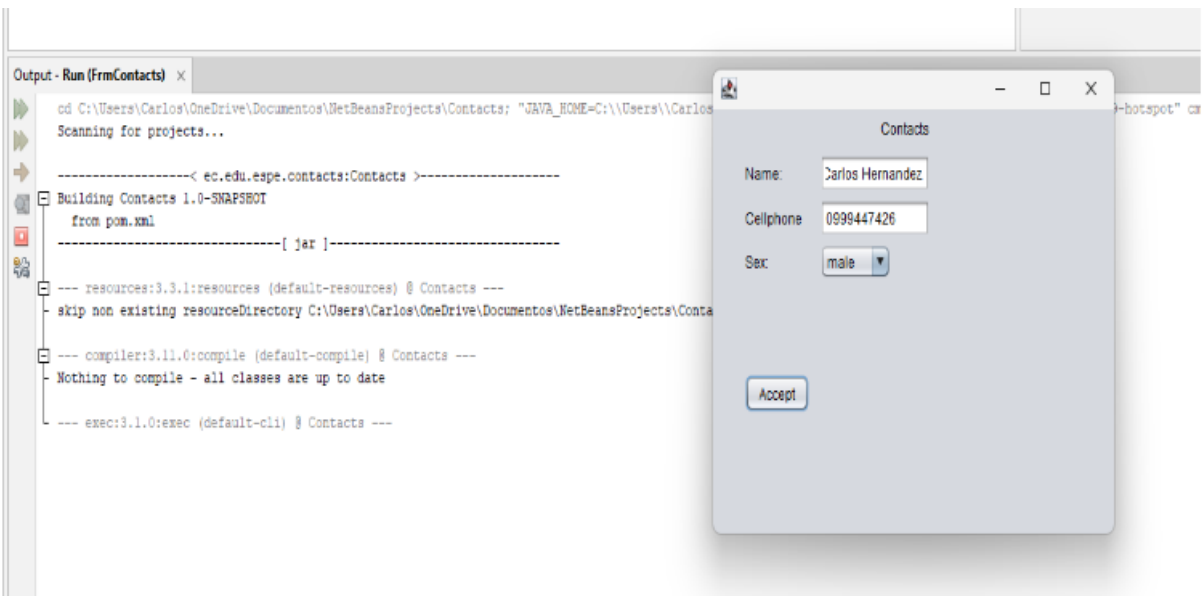 Output - Run (FrmContacts) ×
cd C:\Users\Carlos\OneDrive\Documentos\NetBeansProjects\Contacts; "JAVA_HOME=C:\\Users\\Carlos 9-hotspot" cm
Scanning for projects...
-------------------< ec.edu.espe.contacts:Contacts >--------------------
Building Contacts 1.0-SNAPSHOT
from pom.xml
--------------------------------[ jar ]---------------------------------
--- resources:3.3.1:resources (default-resources) @ Contacts ---
skip non existing resourceDirectory C:\Users\Carlos\OneDrive\Documentos\NetBeansProjects\Conta
--- compiler:3.11.0:compile (default-compile) @ Contacts ---
Nothing to compile - all classes are up to date
--- exec:3.1.0:exec (default-cli) @ Contacts ---
Contacts
Name: Carlos Hernandez
Cellphone 0999447426
Sex: male
Accept